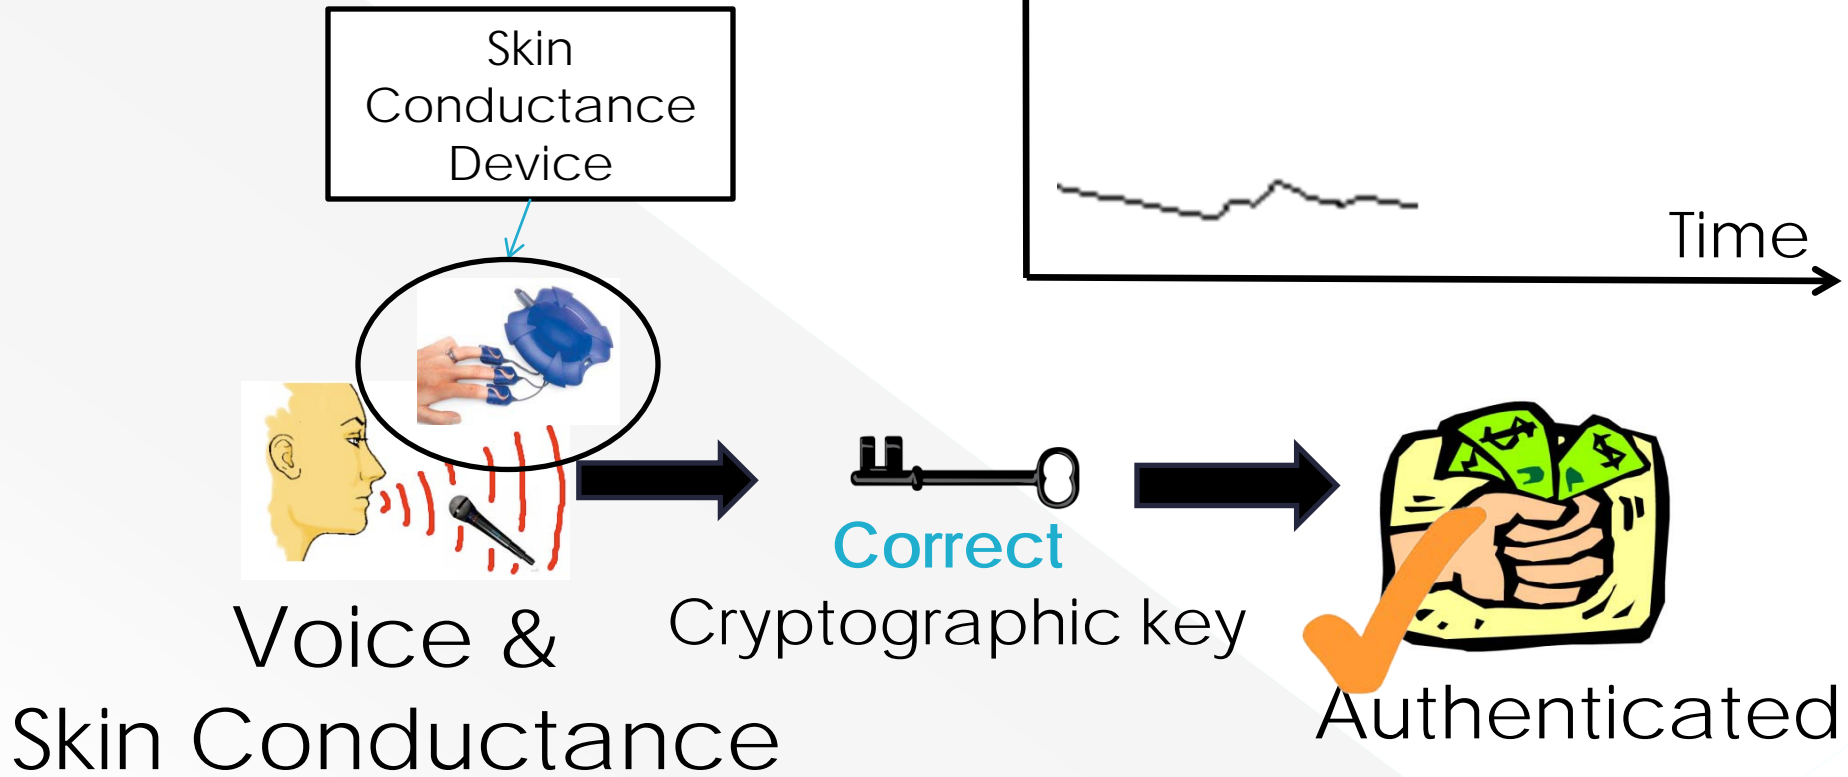 Skin
Conductance
Device
Time
Correct
Cryptographic key
Voice &
Skin Conductance
Authenticated